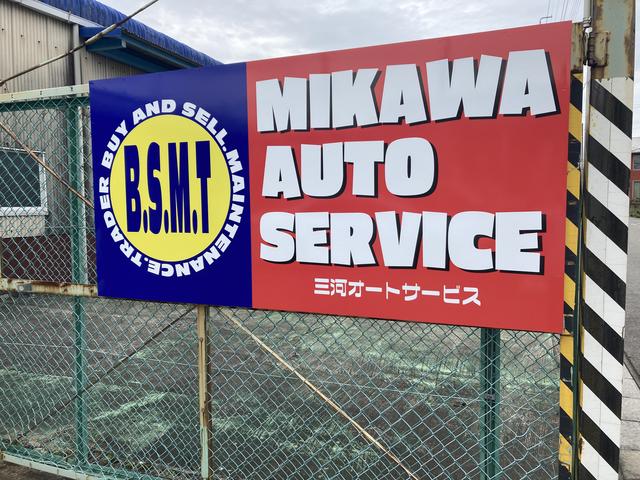 BUY AND SELL.MAINTENANCE.TRADER
B.S.M.T
MIKAWA
AUTO
SERVICE
三河オートサービス